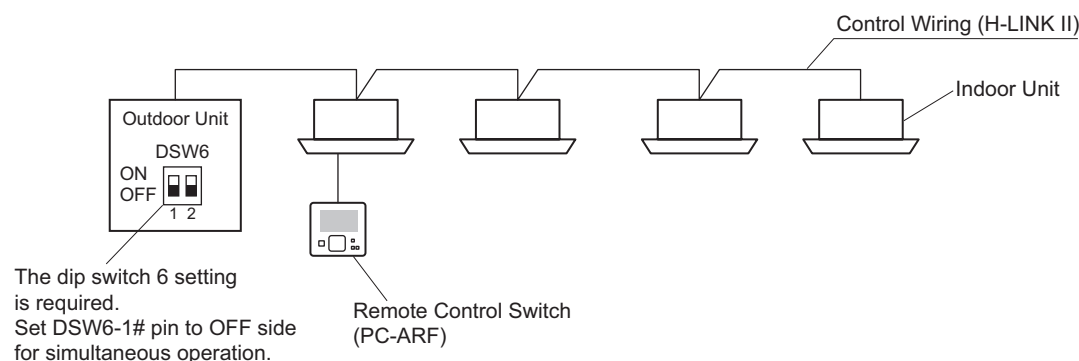 Control Wiring (H-LINK II)
Indoor Unit
Outdoor Unit
DSW6
ON
OFF
1 2
The dip switch 6 setting
is required.
Set DSW6-1# pin to OFF side
for simultaneous operation.
Remote Control Switch
(PC-ARF)